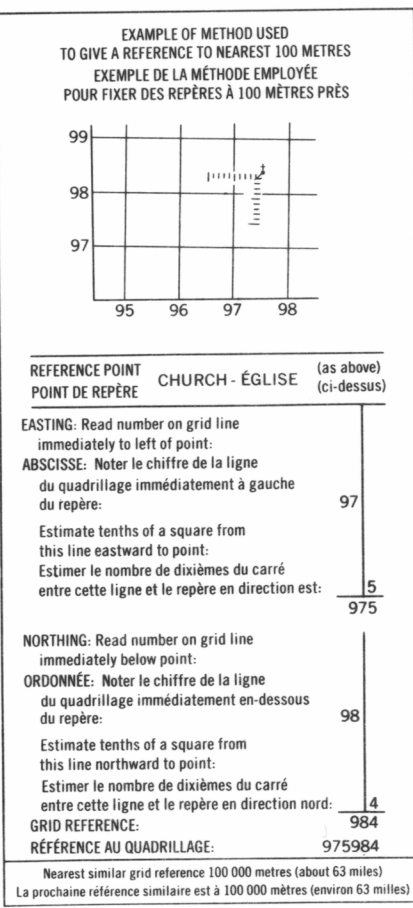 EXAMPLE OF METHOD USED
TO GIVE A REFERENCE TO NEAREST 100 METRES
EXEMPLE DE LA MÉTHODE EMPLOYÉE
POUR FIXER DES REPÈRES À 100 MÈTRES PRÈS
99
98
97
95 96 97 98
REFERENCE POINT
POINT DE REPÈRE
CHURCH - ÉGLISE
(as above)
(ci-dessus)
EASTING: Read number on grid line
immediately to left of point:
ABSCISSE: Noter le chiffre de la ligne
du quadrillage immédiatement à gauche
du repère: 97
Estimate tenths of a square from
this line eastward to point:
Estimer le nombre de dixièmes du carré
entre cette ligne et le repère en direction est: 5
975
NORTHING: Read number on grid line
immediately below point:
ORDONNÉE: Noter le chiffre de la ligne
du quadrillage immédiatement en-dessous
du repère: 98
Estimate tenths of a square from
this line northward to point:
Estimer le nombre de dixièmes du carré
entre cette ligne et le repère en direction nord: 4
GRID REFERENCE: 984
RÉFÉRENCE AU QUADRILLAGE: 975984
Nearest similar grid reference 100 000 metres (about 63 miles)
La prochaine référence similaire est à 100 000 mètres (environ 63 milles)